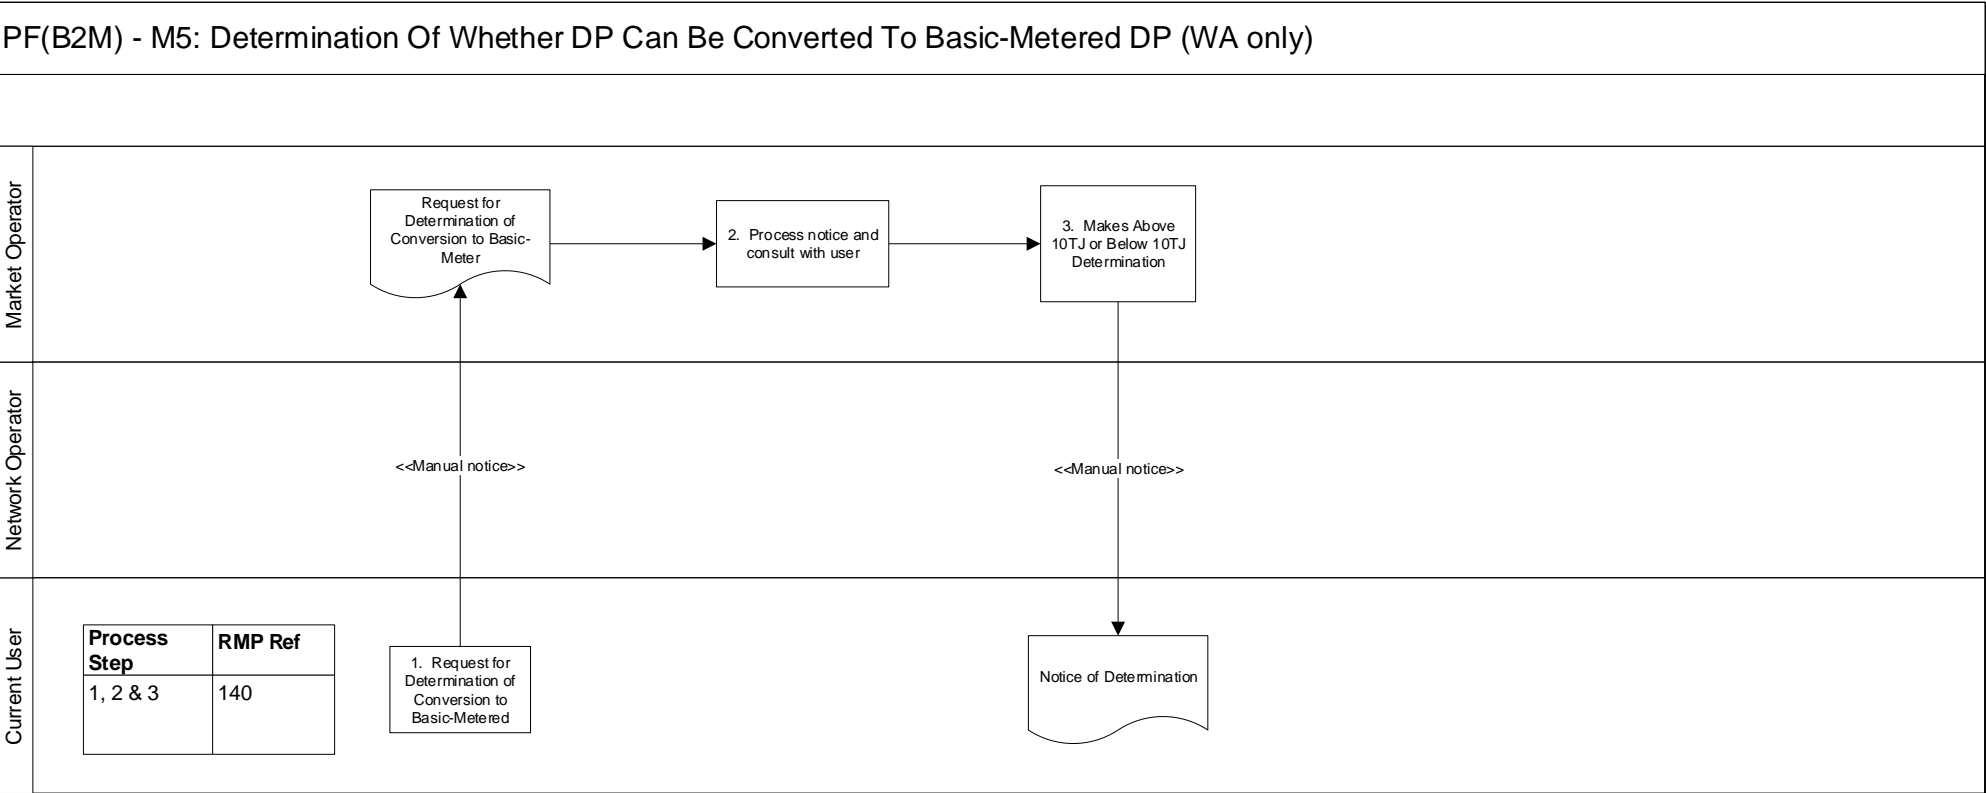 PF(B2M) - M5: Determination Of Whether DP Can Be Converted To Basic-Metered DP (WA only)
Market Operator
Request for
Determination of
Conversion to Basic-
Meter
2. Process notice and
consult with user
3. Makes Above
10TJ or Below 10TJ
Determination
Network Operator
<<Manual notice>>
<<Manual notice>>
Current User
Process
Step
RMP Ref
1, 2 & 3
140
1. Request for
Determination of
Conversion to
Basic-Metered
Notice of Determination